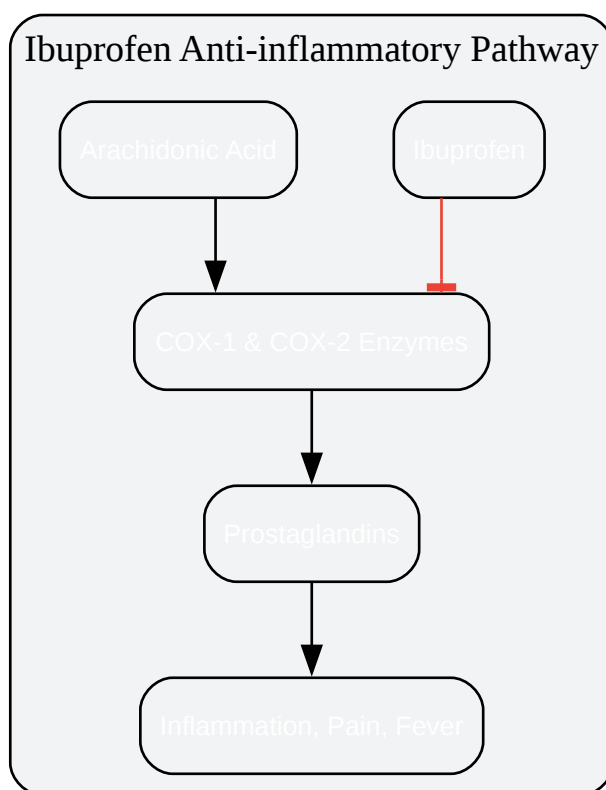 Ibuprofen Anti-inflammatory Pathway
Arachidonic Acid
Ibuprofen
COX-1 & COX-2 Enzymes
Prostaglandins
Inflammation, Pain, Fever